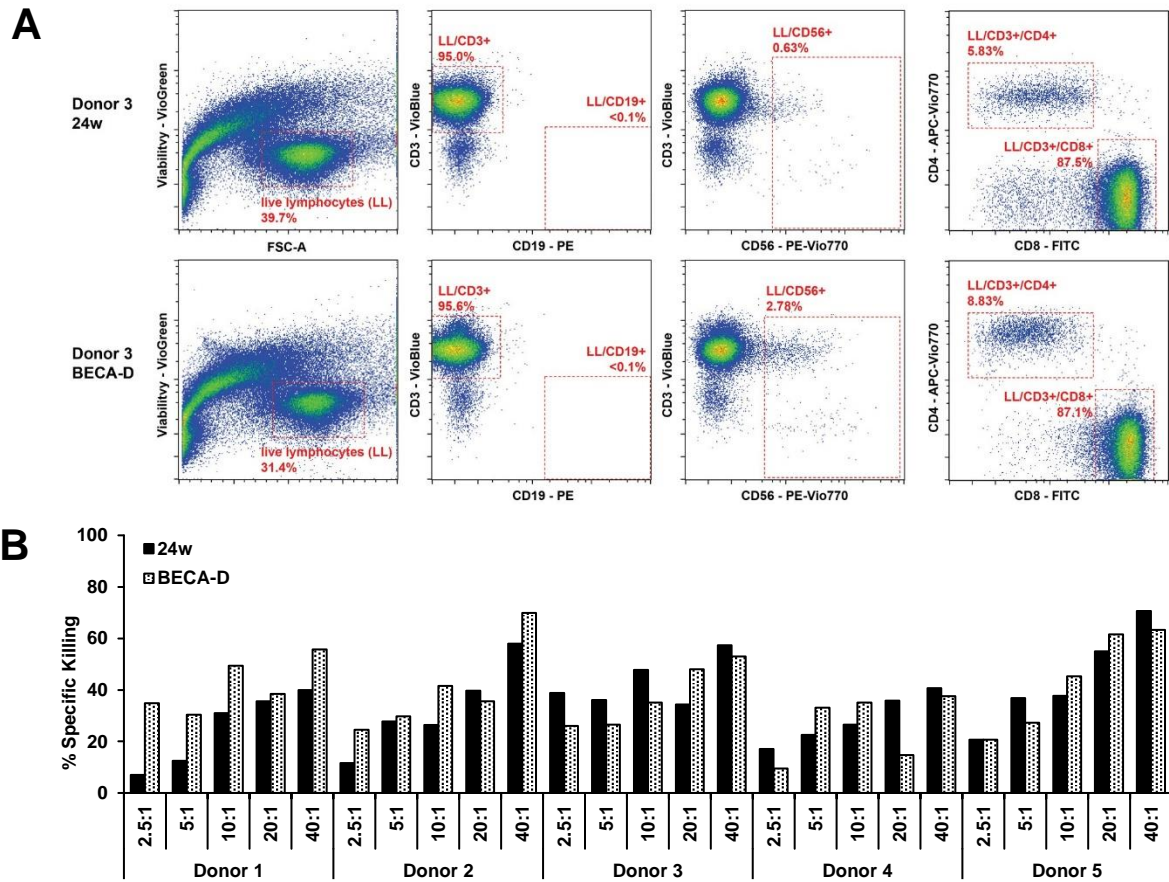 A
Donor 3
24w
Viabilitvy - VioGreen
live lymphocytes (LL)
39.7%
FSC-A
LL/CD3+
95.0%
LL/CD19+
<0.1%
CD3 - VioBlue
CD19 - PE
LL/CD56+
0.63%
CD3 - VioBlue
CD56 - PE-Vio770
LL/CD3+/CD4+
5.83%
LL/CD3+/CD8+
87.5%
CD4 - APC-Vio770
CD8 - FITC
Donor 3
BECA-D
Viabilitvy - VioGreen
live lymphocytes (LL)
31.4%
FSC-A
LL/CD3+
95.6%
LL/CD19+
<0.1%
CD3 - VioBlue
CD19 - PE
LL/CD56+
2.78%
CD3 - VioBlue
CD56 - PE-Vio770
LL/CD3+/CD4+
8.83%
LL/CD3+/CD8+
87.1%
CD4 - APC-Vio770
CD8 - FITC
B
24w
BECA-D
% Specific Killing
100
80
60
40
20
0
2.5:1 5:1 10:1 20:1 40:1 2.5:1 5:1 10:1 20:1 40:1 2.5:1 5:1 10:1 20:1 40:1 2.5:1 5:1 10:1 20:1 40:1 2.5:1 5:1 10:1 20:1 40:1
Donor 1 Donor 2 Donor 3 Donor 4 Donor 5